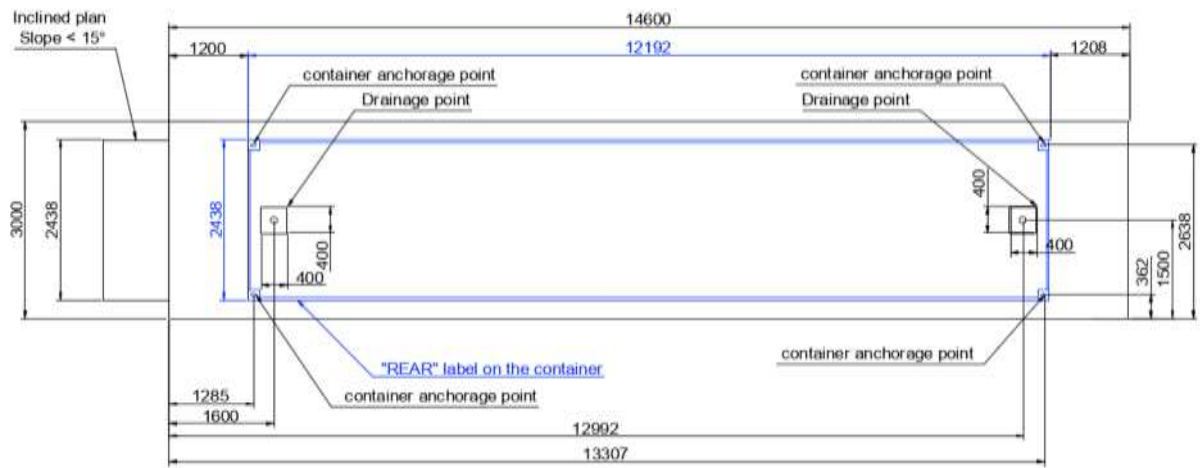 Inclined plan
Slope < 15°
14600
1200
12192
1208
container anchorage point
container anchorage point
Drainage point
Drainage point
3000
2438
2438
400
400
400
400
362
1500
2638
"REAR" label on the container
container anchorage point
container anchorage point
1285
1600
12992
13307